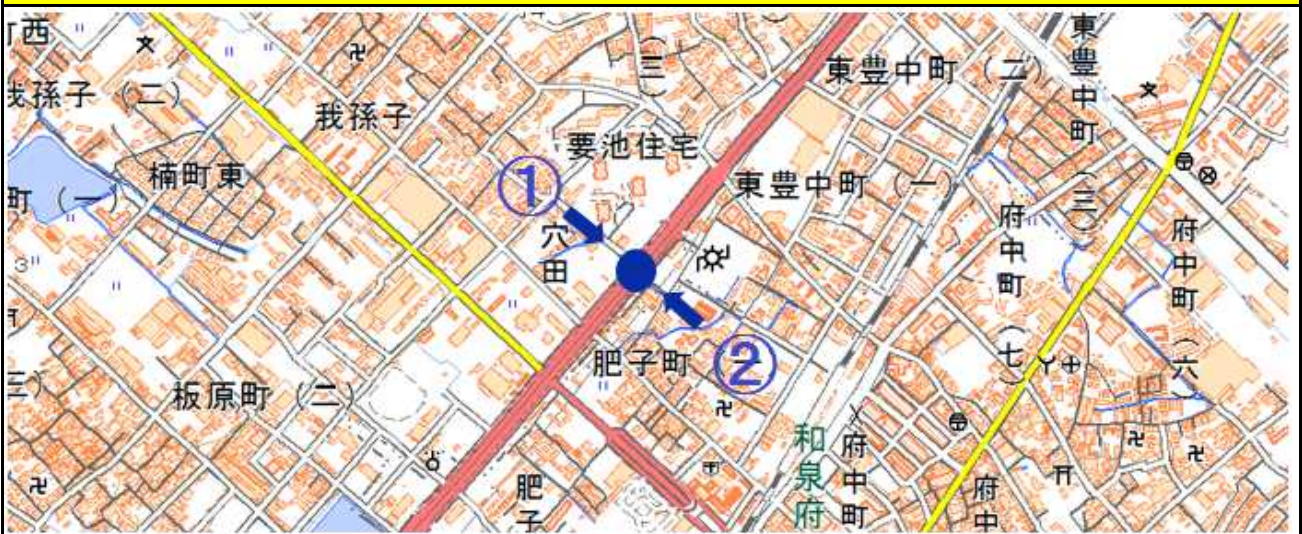 町西
我孫子（二）
我孫子
楠町東
町（一）
（三）
要池住宅
東豊中町（二）
東豊中町（三）
東豊中町（一）
①
穴田
②
肥子町
板原町（二）
府中町（七）
府中町（六）
和泉府
府中町
府中
肥子